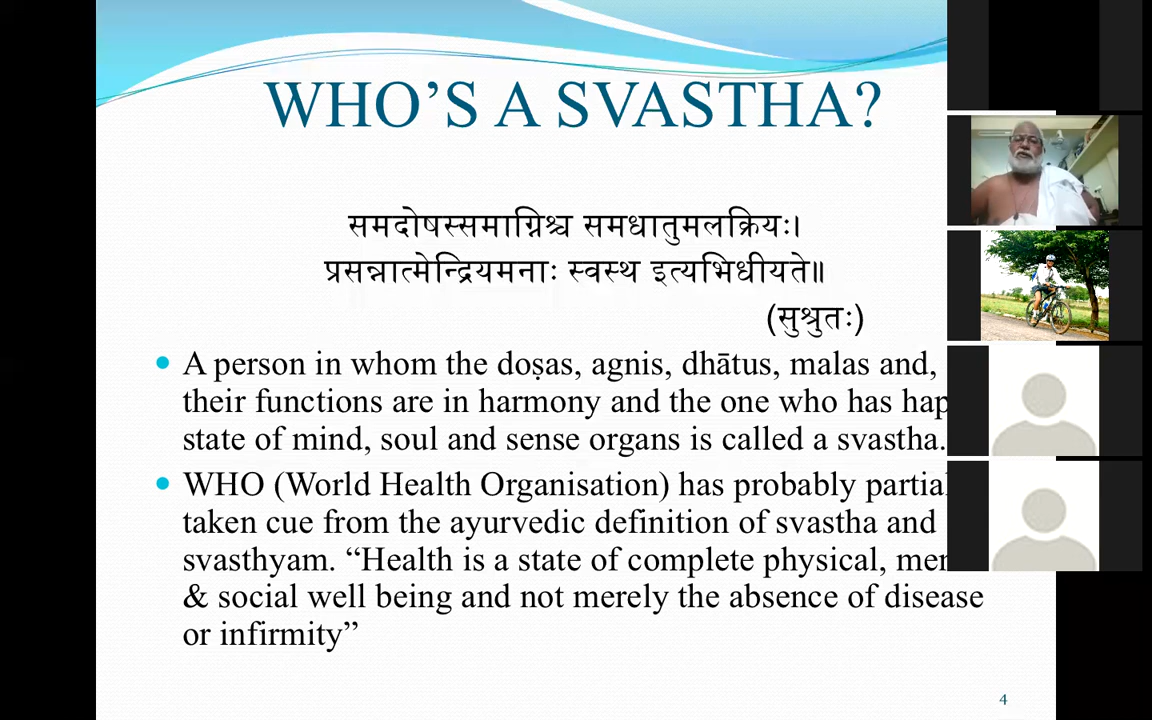 WHO’S A SVASTHA?
समदोषस्समाग्निश्च समधातुमलक्रियः।
प्रसन्नात्मेन्द्रियमनाः स्वस्थ इत्यभिधीयते॥
(सुश्रुतः)
• A person in whom the doṣas, agnis, dhātus, malas and,
their functions are in harmony and the one who has
state of mind, soul and sense organs is called a svastha.
• WHO (World Health Organisation) has probably
taken cue from the ayurvedic definition of svastha and
svasthyam. “Health is a state of complete physical,
& social well being and not merely the absence of disease
or infirmity”
4